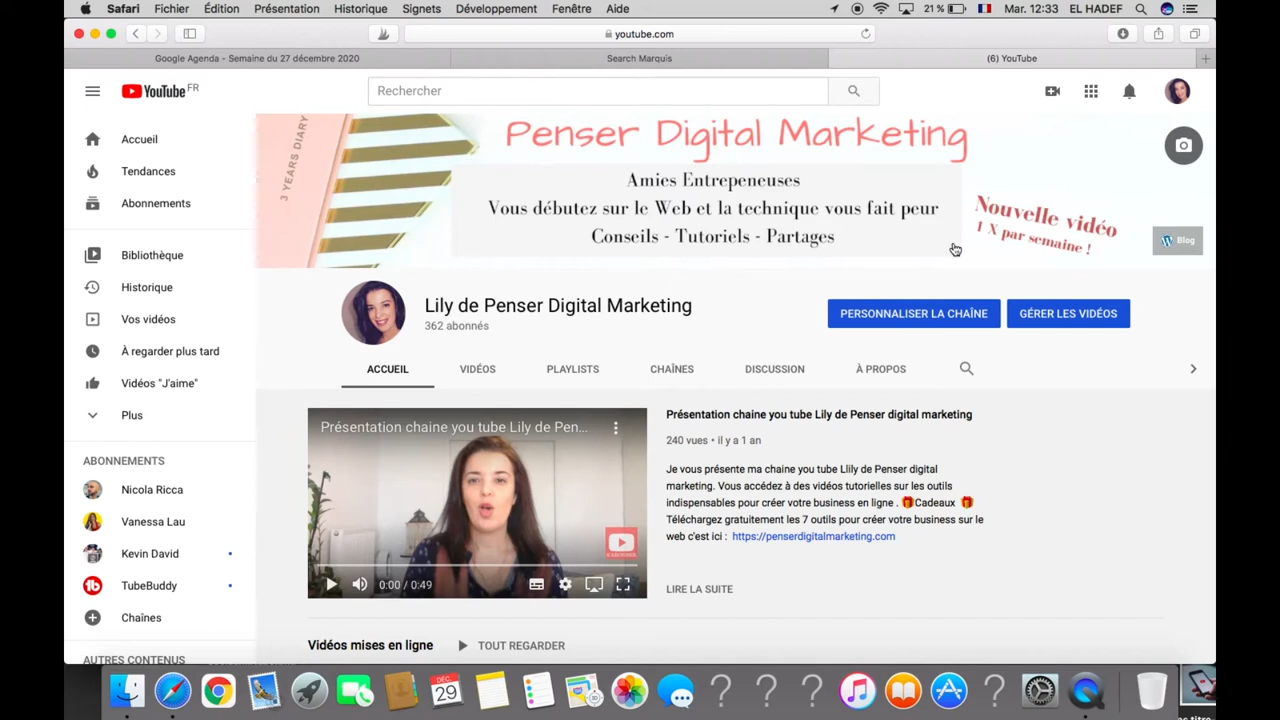 Safari Fichier Édition Présentation Historique Signets Développement Fenêtre Aide 21 % Mar. 12:33 EL HADEF
youtube.com
Google Agenda - Semaine du 27 décembre 2020 Search Marquis (6) YouTube
YouTube FR Rechercher
Accueil
Tendances
Abonnements
Bibliothèque
Historique
Vos vidéos
À regarder plus tard
Vidéos "J'aime"
Plus
ABONNEMENTS
Nicola Ricca
Vanessa Lau
Kevin David
TubeBuddy
Chaînes
AUTRES CONTENUS
3 YEARS DIARY
Penser Digital Marketing
Amies Entrepeneuses
Vous débutez sur le Web et la technique vous fait peur
Conseils - Tutoriels - Partages
Nouvelle vidéo
1 X par semaine !
Blog
Lily de Penser Digital Marketing
362 abonnés
PERSONNALISER LA CHAÎNE GÉRER LES VIDÉOS
ACCUEIL VIDÉOS PLAYLISTS CHAÎNES DISCUSSION À PROPOS
Présentation chaine you tube Lily de Pen...
S'ABONNER
0:00 / 0:49
Présentation chaine you tube Lily de Penser digital marketing
240 vues • il y a 1 an
Je vous présente ma chaine you tube Llily de Penser digital
marketing. Vous accédez à des vidéos tutorielles sur les outils
indispensables pour créer votre business en ligne . 🎁Cadeaux 🎁
Téléchargez gratuitement les 7 outils pour créer votre business sur le
web c'est ici : https://penserdigitalmarketing.com
LIRE LA SUITE
Vidéos mises en ligne TOUT REGARDER
DÉC.
29